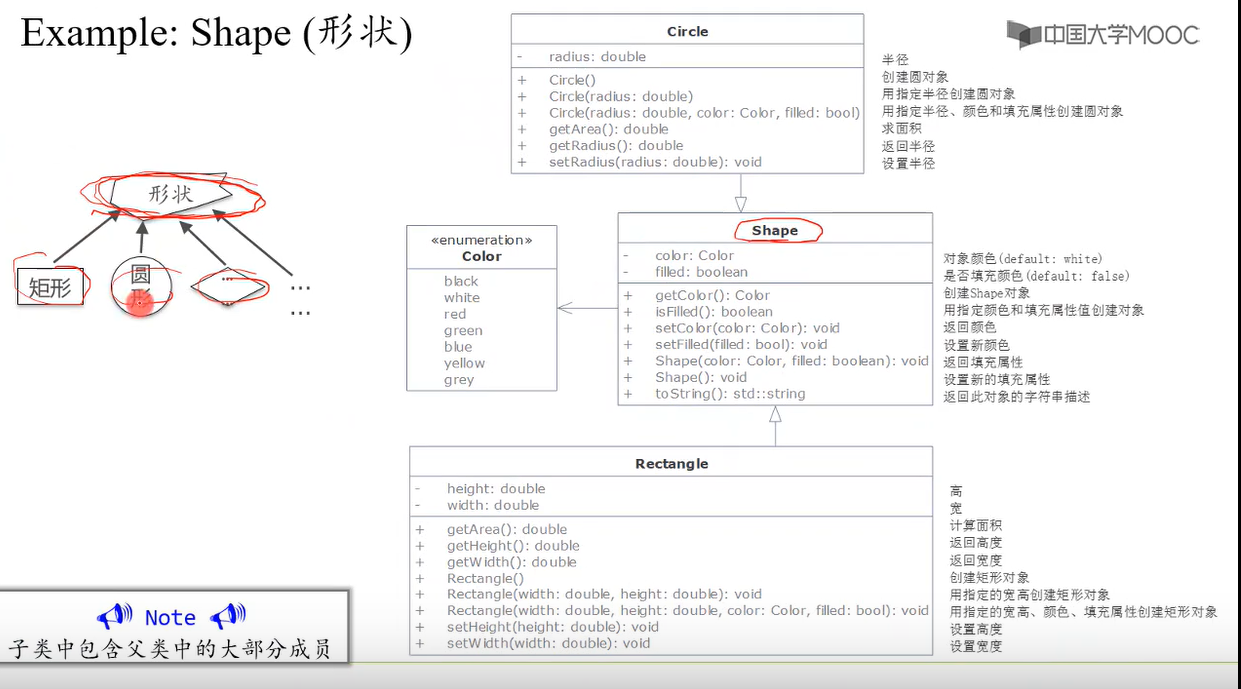 Example: Shape (形状)
中国大学MOOC
Circle
- radius: double
+ Circle()
+ Circle(radius: double)
+ Circle(radius: double, color: Color, filled: bool)
+ getArea(): double
+ getRadius(): double
+ setRadius(radius: double): void
半径
创建圆对象
用指定半径创建圆对象
用指定半径、颜色和填充属性创建圆对象
求面积
返回半径
设置半径
形状
矩形
圆
形
...
...
...
«enumeration»
Color
black
white
red
green
blue
yellow
grey
Shape
- color: Color
- filled: boolean
+ getColor(): Color
+ isFilled(): boolean
+ setColor(color: Color): void
+ setFilled(filled: bool): void
+ Shape(color: Color, filled: boolean): void
+ Shape(): void
+ toString(): std::string
对象颜色(default: white)
是否填充颜色(default: false)
创建Shape对象
用指定颜色和填充属性值创建对象
返回颜色
设置新颜色
返回填充属性
设置新的填充属性
返回此对象的字符串描述
Rectangle
- height: double
- width: double
+ getArea(): double
+ getHeight(): double
+ getWidth(): double
+ Rectangle()
+ Rectangle(width: double, height: double): void
+ Rectangle(width: double, height: double, color: Color, filled: bool): void
+ setHeight(height: double): void
+ setWidth(width: double): void
高
宽
计算面积
返回高度
返回宽度
创建矩形对象
用指定的宽高创建矩形对象
用指定的宽高、颜色、填充属性创建矩形对象
设置高度
设置宽度
Note
子类中包含父类中的大部分成员